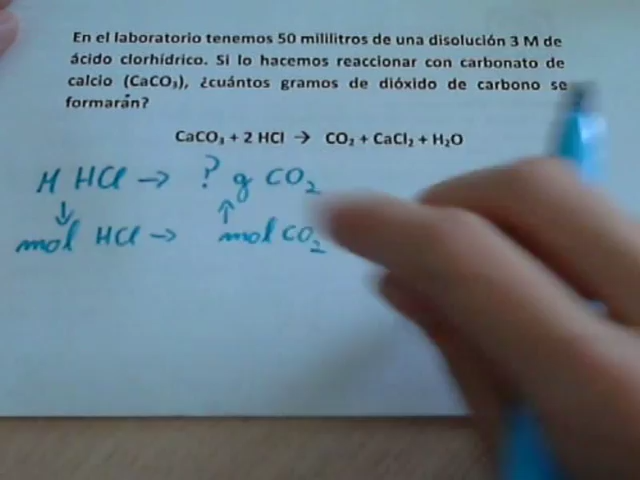 En el laboratorio tenemos 50 mililitros de una disolución 3 M de
ácido clorhídrico. Si lo hacemos reaccionar con carbonato de
calcio (CaCO₃), ¿cuántos gramos de dióxido de carbono se
formarán?
CaCO₃ + 2 HCl → CO₂ + CaCl₂ + H₂O
M HCl → ? g CO₂
↓ ↑
mol HCl → mol CO₂